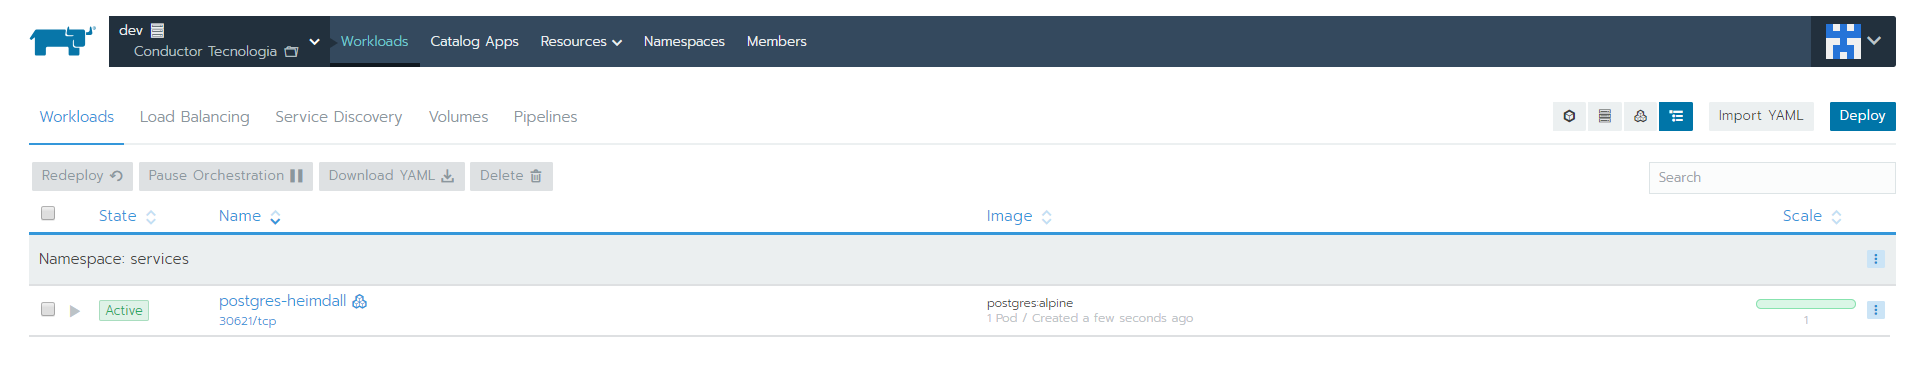 dev
Conductor Tecnologia
Workloads Catalog Apps Resources Namespaces Members
Workloads Load Balancing Service Discovery Volumes Pipelines
Import YAML Deploy
Redeploy Pause Orchestration Download YAML Delete
Search
State Name Image Scale
Namespace: services
Active postgres-heimdall postgres:alpine
30621/tcp 1 Pod / Created a few seconds ago 1